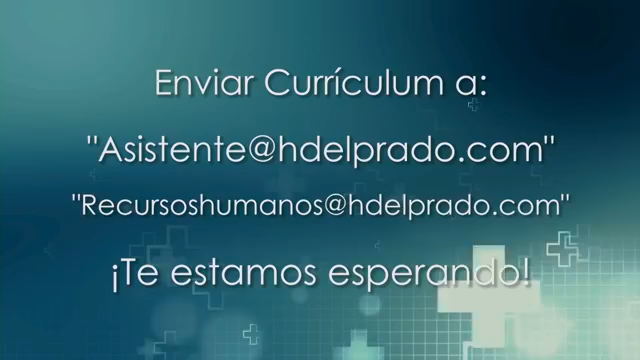 Enviar Currículum a:
"Asistente@hdelprado.com"
"Recursoshumanos@hdelprado.com"
¡Te estamos esperando!